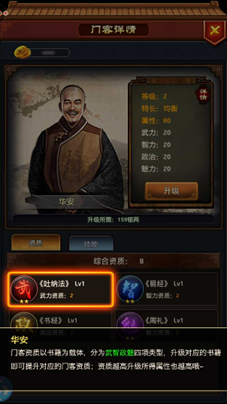 门客详情
等级：2
特长：均衡
属性：80
武力：20
智力：20
政治：20
魅力：20
详情
华安
升级
升级所需：159银两
资质
技能
综合资质： 8
武
《吐纳法》 Lv1
武力资质：2
智
《易经》 Lv1
智力资质：2
《书经》 Lv1
《周礼》 Lv1
华安
门客资质以书籍为载体，分为武智政魅四项类型，升级对应的书籍
即可提升对应的门客资质；资质越高升级所得属性也越高哦~